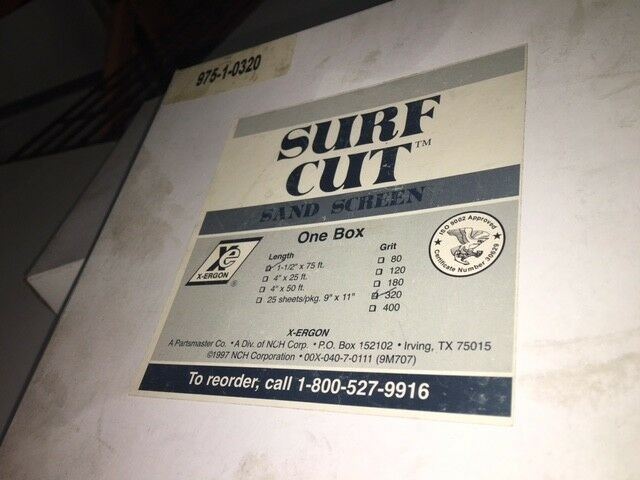 975-1-0320
SURF
CUT™
SAND SCREEN
One Box
Xe
X-ERGON®
Length
☑ 1-1/2" x 75 ft.
☐ 4" x 25 ft.
☐ 4" x 50 ft.
☐ 25 sheets/pkg. 9" x 11"
Grit
☐ 80
☐ 120
☐ 180
☑ 320
☐ 400
ISO 9002 Approved
Certificate Number 30629
X-ERGON
A Partsmaster Co. • A Div. of NCH Corp. • P.O. Box 152102 • Irving, TX 75015
©1997 NCH Corporation • 00X-040-7-0111 (9M707)
To reorder, call 1-800-527-9916